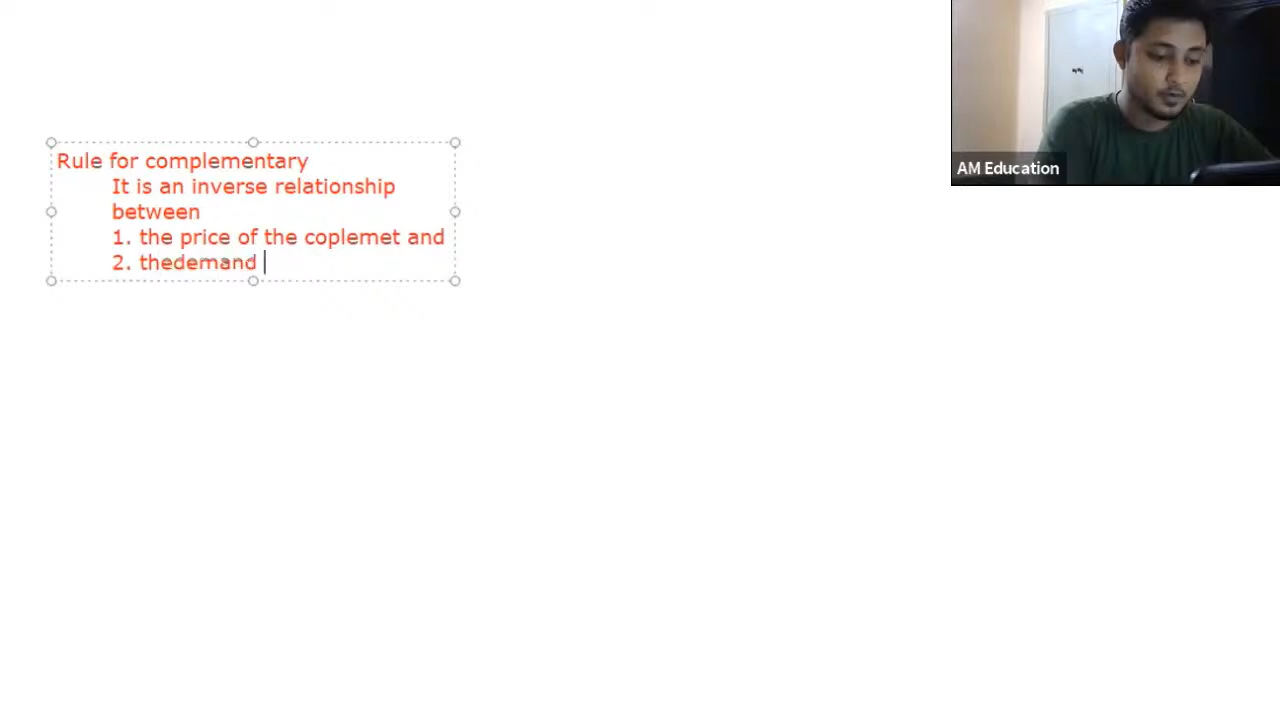 Rule for complementary
It is an inverse relationship
between
1. the price of the coplemet and
2. thedemand
AM Education